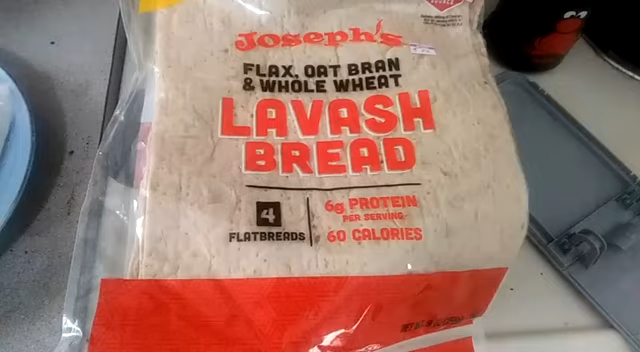 Joseph's
FLAX, OAT BRAN
& WHOLE WHEAT
LAVASH
BREAD
4
FLATBREADS
6g PROTEIN
PER SERVING
60 CALORIES